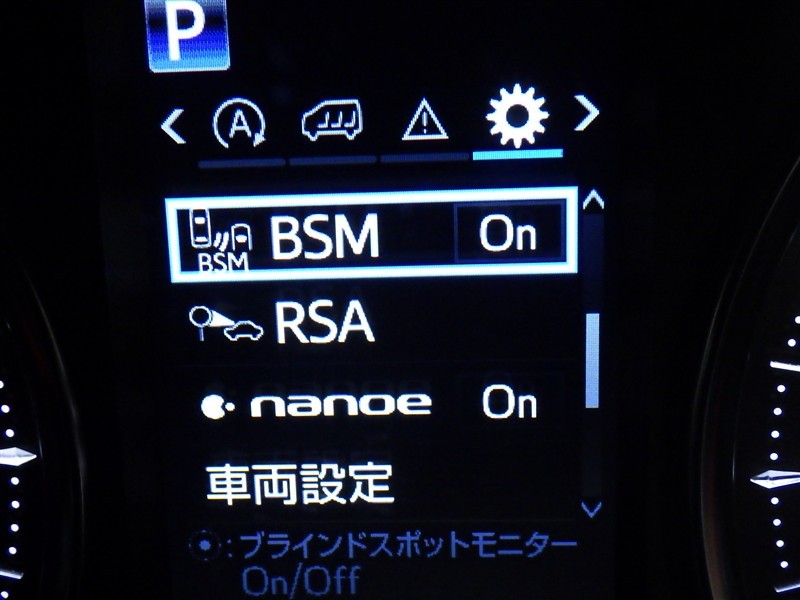 P
A
BSM BSM On
RSA
nanoe On
車両設定
:ブラインドスポットモニター
On/Off